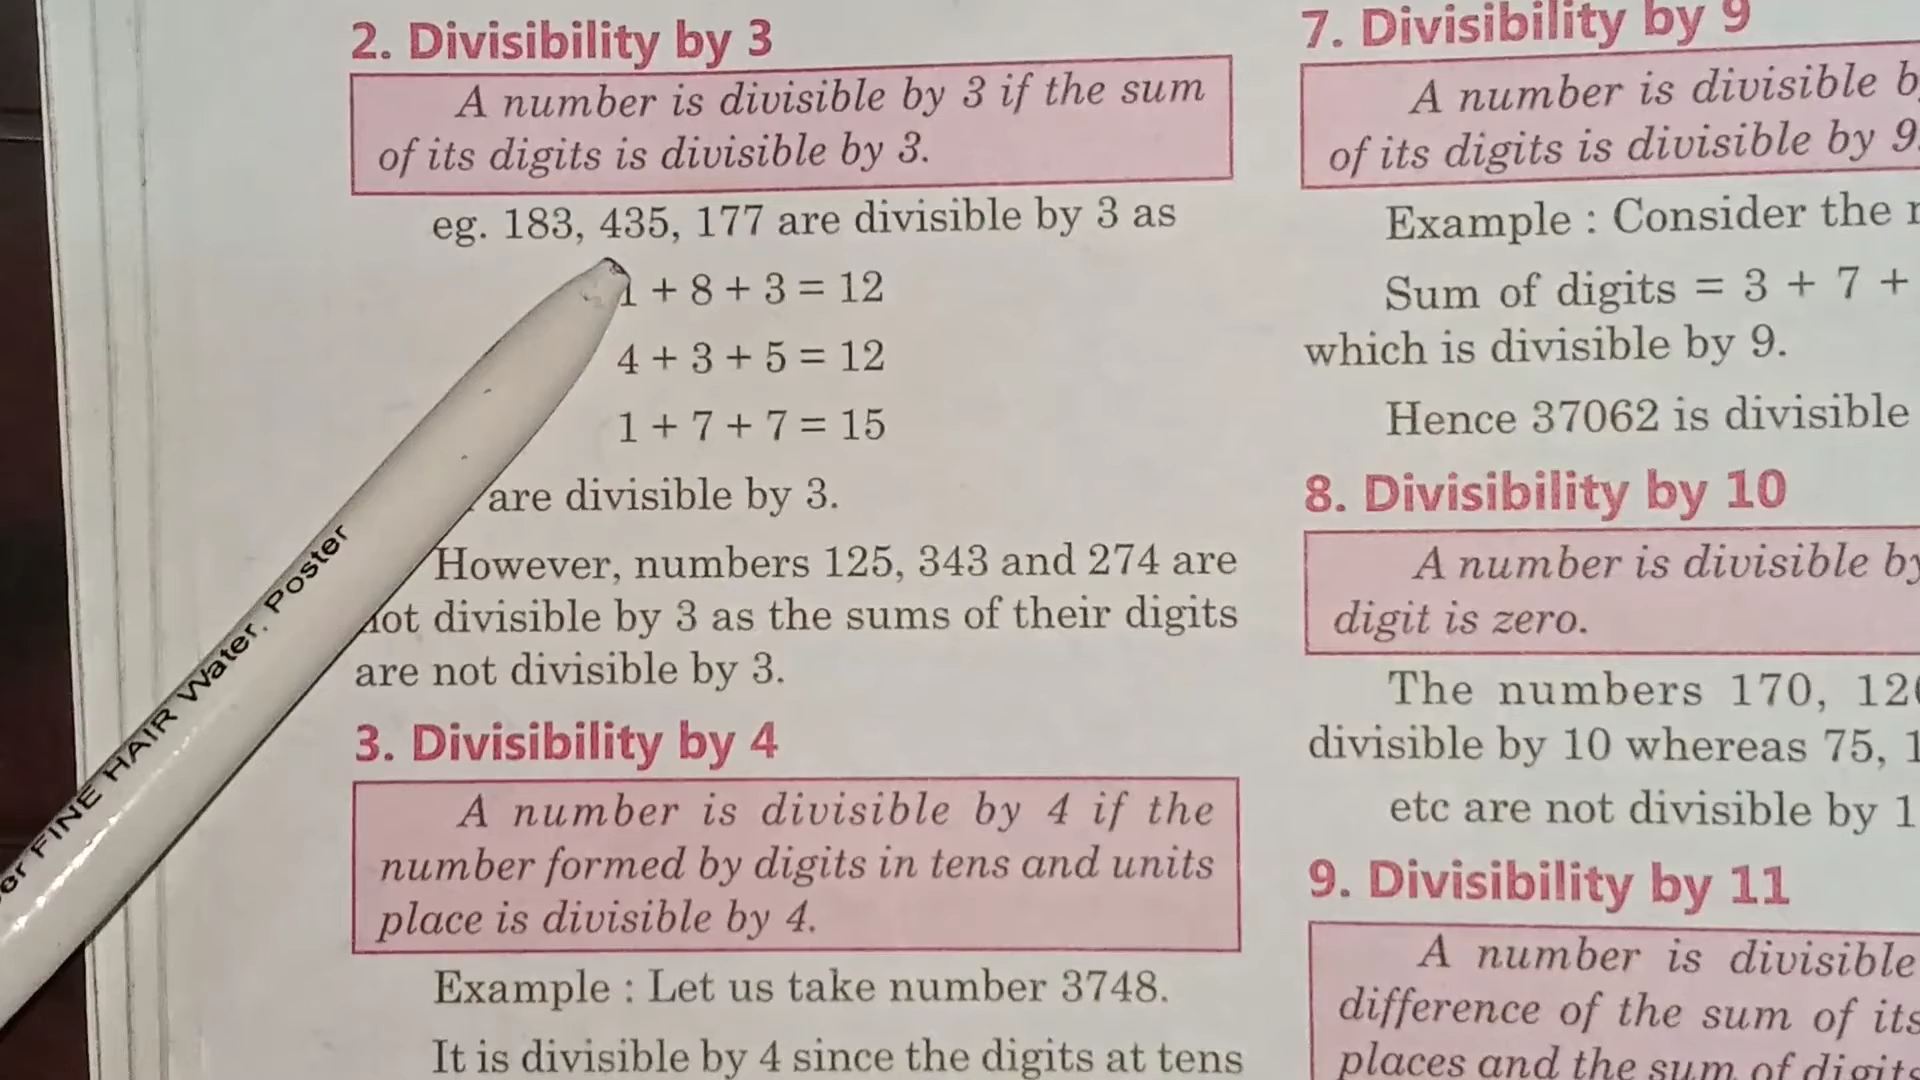 2. Divisibility by 3
A number is divisible by 3 if the sum
of its digits is divisible by 3.
eg. 183, 435, 177 are divisible by 3 as
1 + 8 + 3 = 12
4 + 3 + 5 = 12
1 + 7 + 7 = 15
are divisible by 3.
However, numbers 125, 343 and 274 are
not divisible by 3 as the sums of their digits
are not divisible by 3.
3. Divisibility by 4
A number is divisible by 4 if the
number formed by digits in tens and units
place is divisible by 4.
Example : Let us take number 3748.
It is divisible by 4 since the digits at tens
7. Divisibility by 9
A number is divisible
of its digits is divisible by 9.
Example : Consider the
Sum of digits = 3 + 7 +
which is divisible by 9.
Hence 37062 is divisible
8. Divisibility by 10
A number is divisible by
digit is zero.
The numbers 170,
divisible by 10 whereas 75,
etc are not divisible by
9. Divisibility by 11
A number is divisible
difference of the sum of its
places and the sum of digits
FINE HAIR Water, Poster